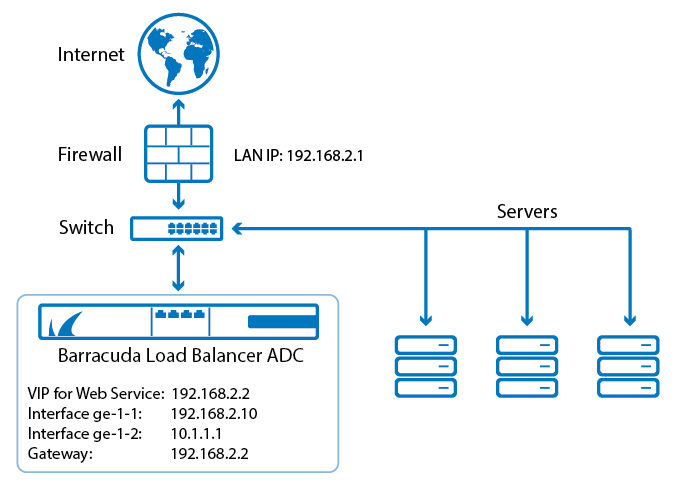 Internet
Firewall
LAN IP: 192.168.2.1
Switch
Servers
Barracuda Load Balancer ADC
VIP for Web Service: 192.168.2.2
Interface ge-1-1: 192.168.2.10
Interface ge-1-2: 10.1.1.1
Gateway: 192.168.2.2